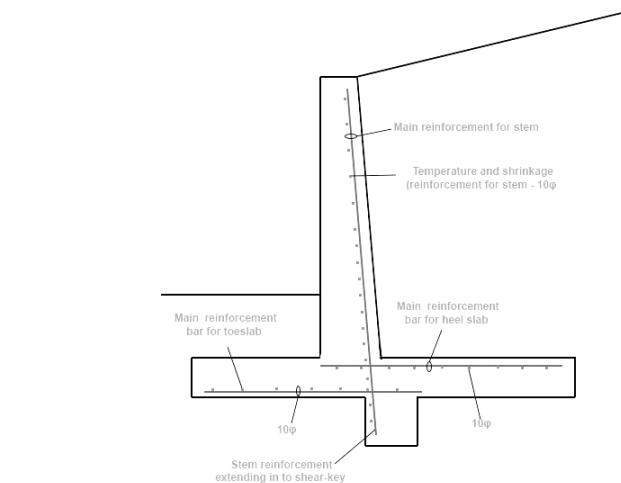 Main reinforcement for stem
Temperature and shrinkage
(reinforcement for stem - 10φ
Main reinforcement
bar for toeslab
Main reinforcement
bar for heel slab
10φ
10φ
Stem reinforcement
extending in to shear-key